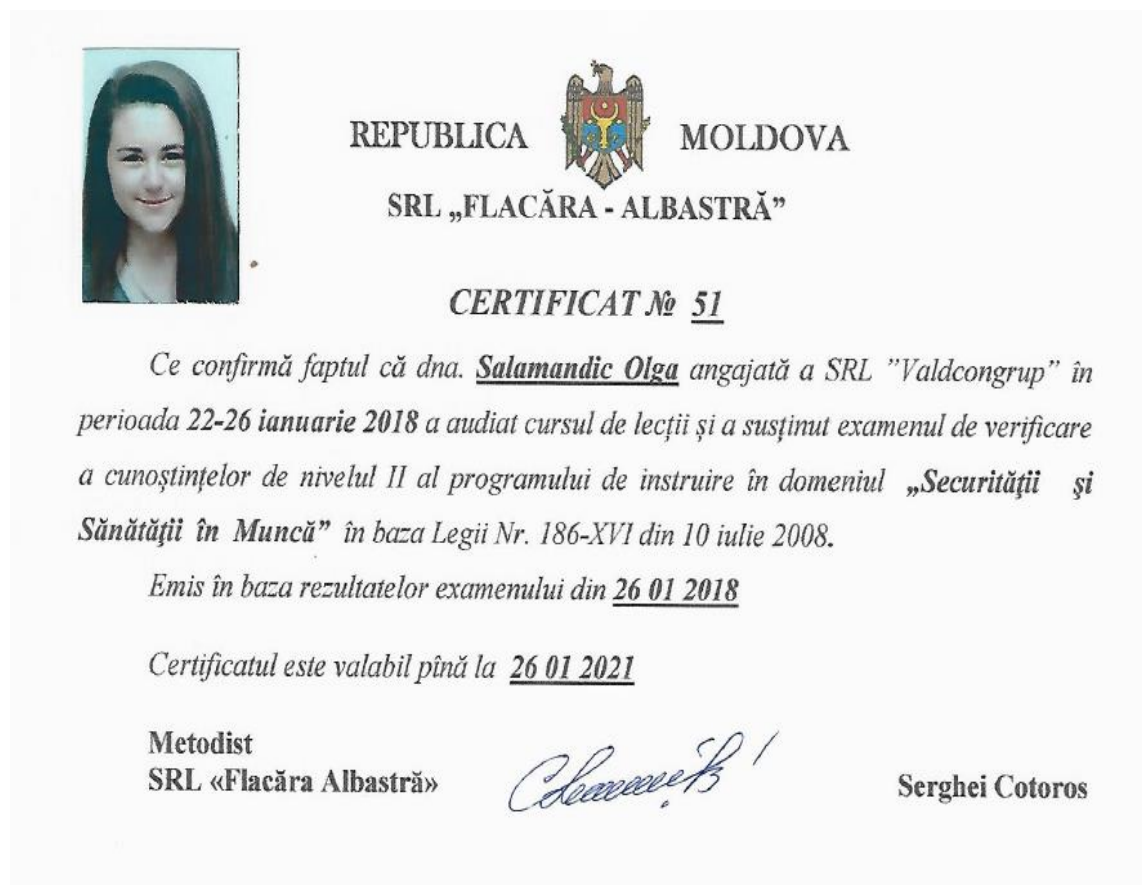 REPUBLICA MOLDOVA
SRL „FLACĂRA - ALBASTRĂ”
CERTIFICAT № 51
Ce confirmă faptul că dna. Salamandic Olga angajată a SRL ”Valdcongrup” în
perioada 22-26 ianuarie 2018 a audiat cursul de lecții și a susținut examenul de verificare
a cunoștințelor de nivelul II al programului de instruire în domeniul „Securităţii şi
Sănătăţii în Muncă” în baza Legii Nr. 186-XVI din 10 iulie 2008.
Emis în baza rezultatelor examenului din 26 01 2018
Certificatul este valabil pînă la 26 01 2021
Metodist
SRL «Flacăra Albastră»
Serghei Cotoros